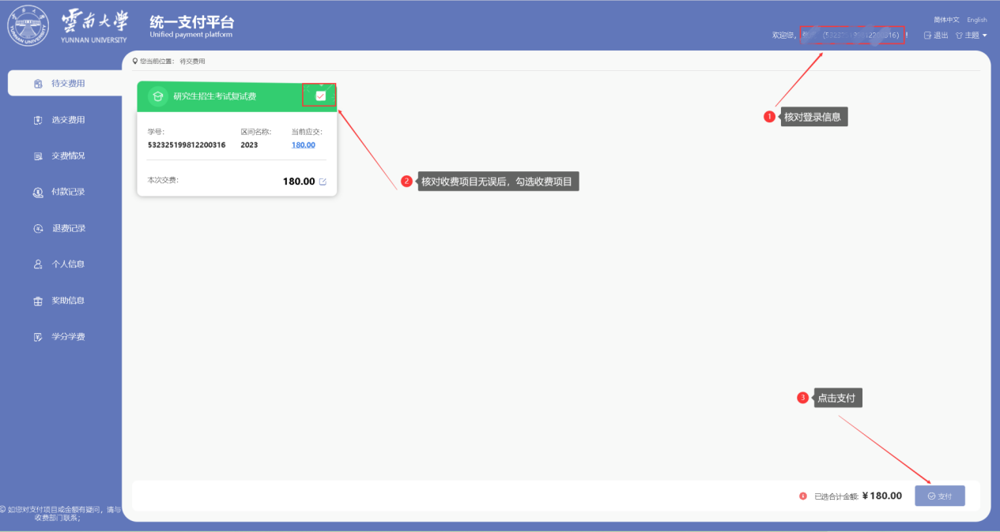 雲南大學
YUNNAN UNIVERSITY
统一支付平台
Unified payment platform
简体中文 English
欢迎您,
退出 主题
您当前位置: 待交费用
待交费用
选交费用
交费情况
付款记录
退费记录
个人信息
奖助信息
学分学费
研究生招生考试复试费
学号: 区间名称: 当前应交:
532325199812200316 2023 180.00
本次交费: 180.00
1 核对登录信息
2 核对收费项目无误后，勾选收费项目
3 点击支付
已选合计金额: ¥180.00 支付
如您对支付项目或金额有疑问，请与
收费部门联系;